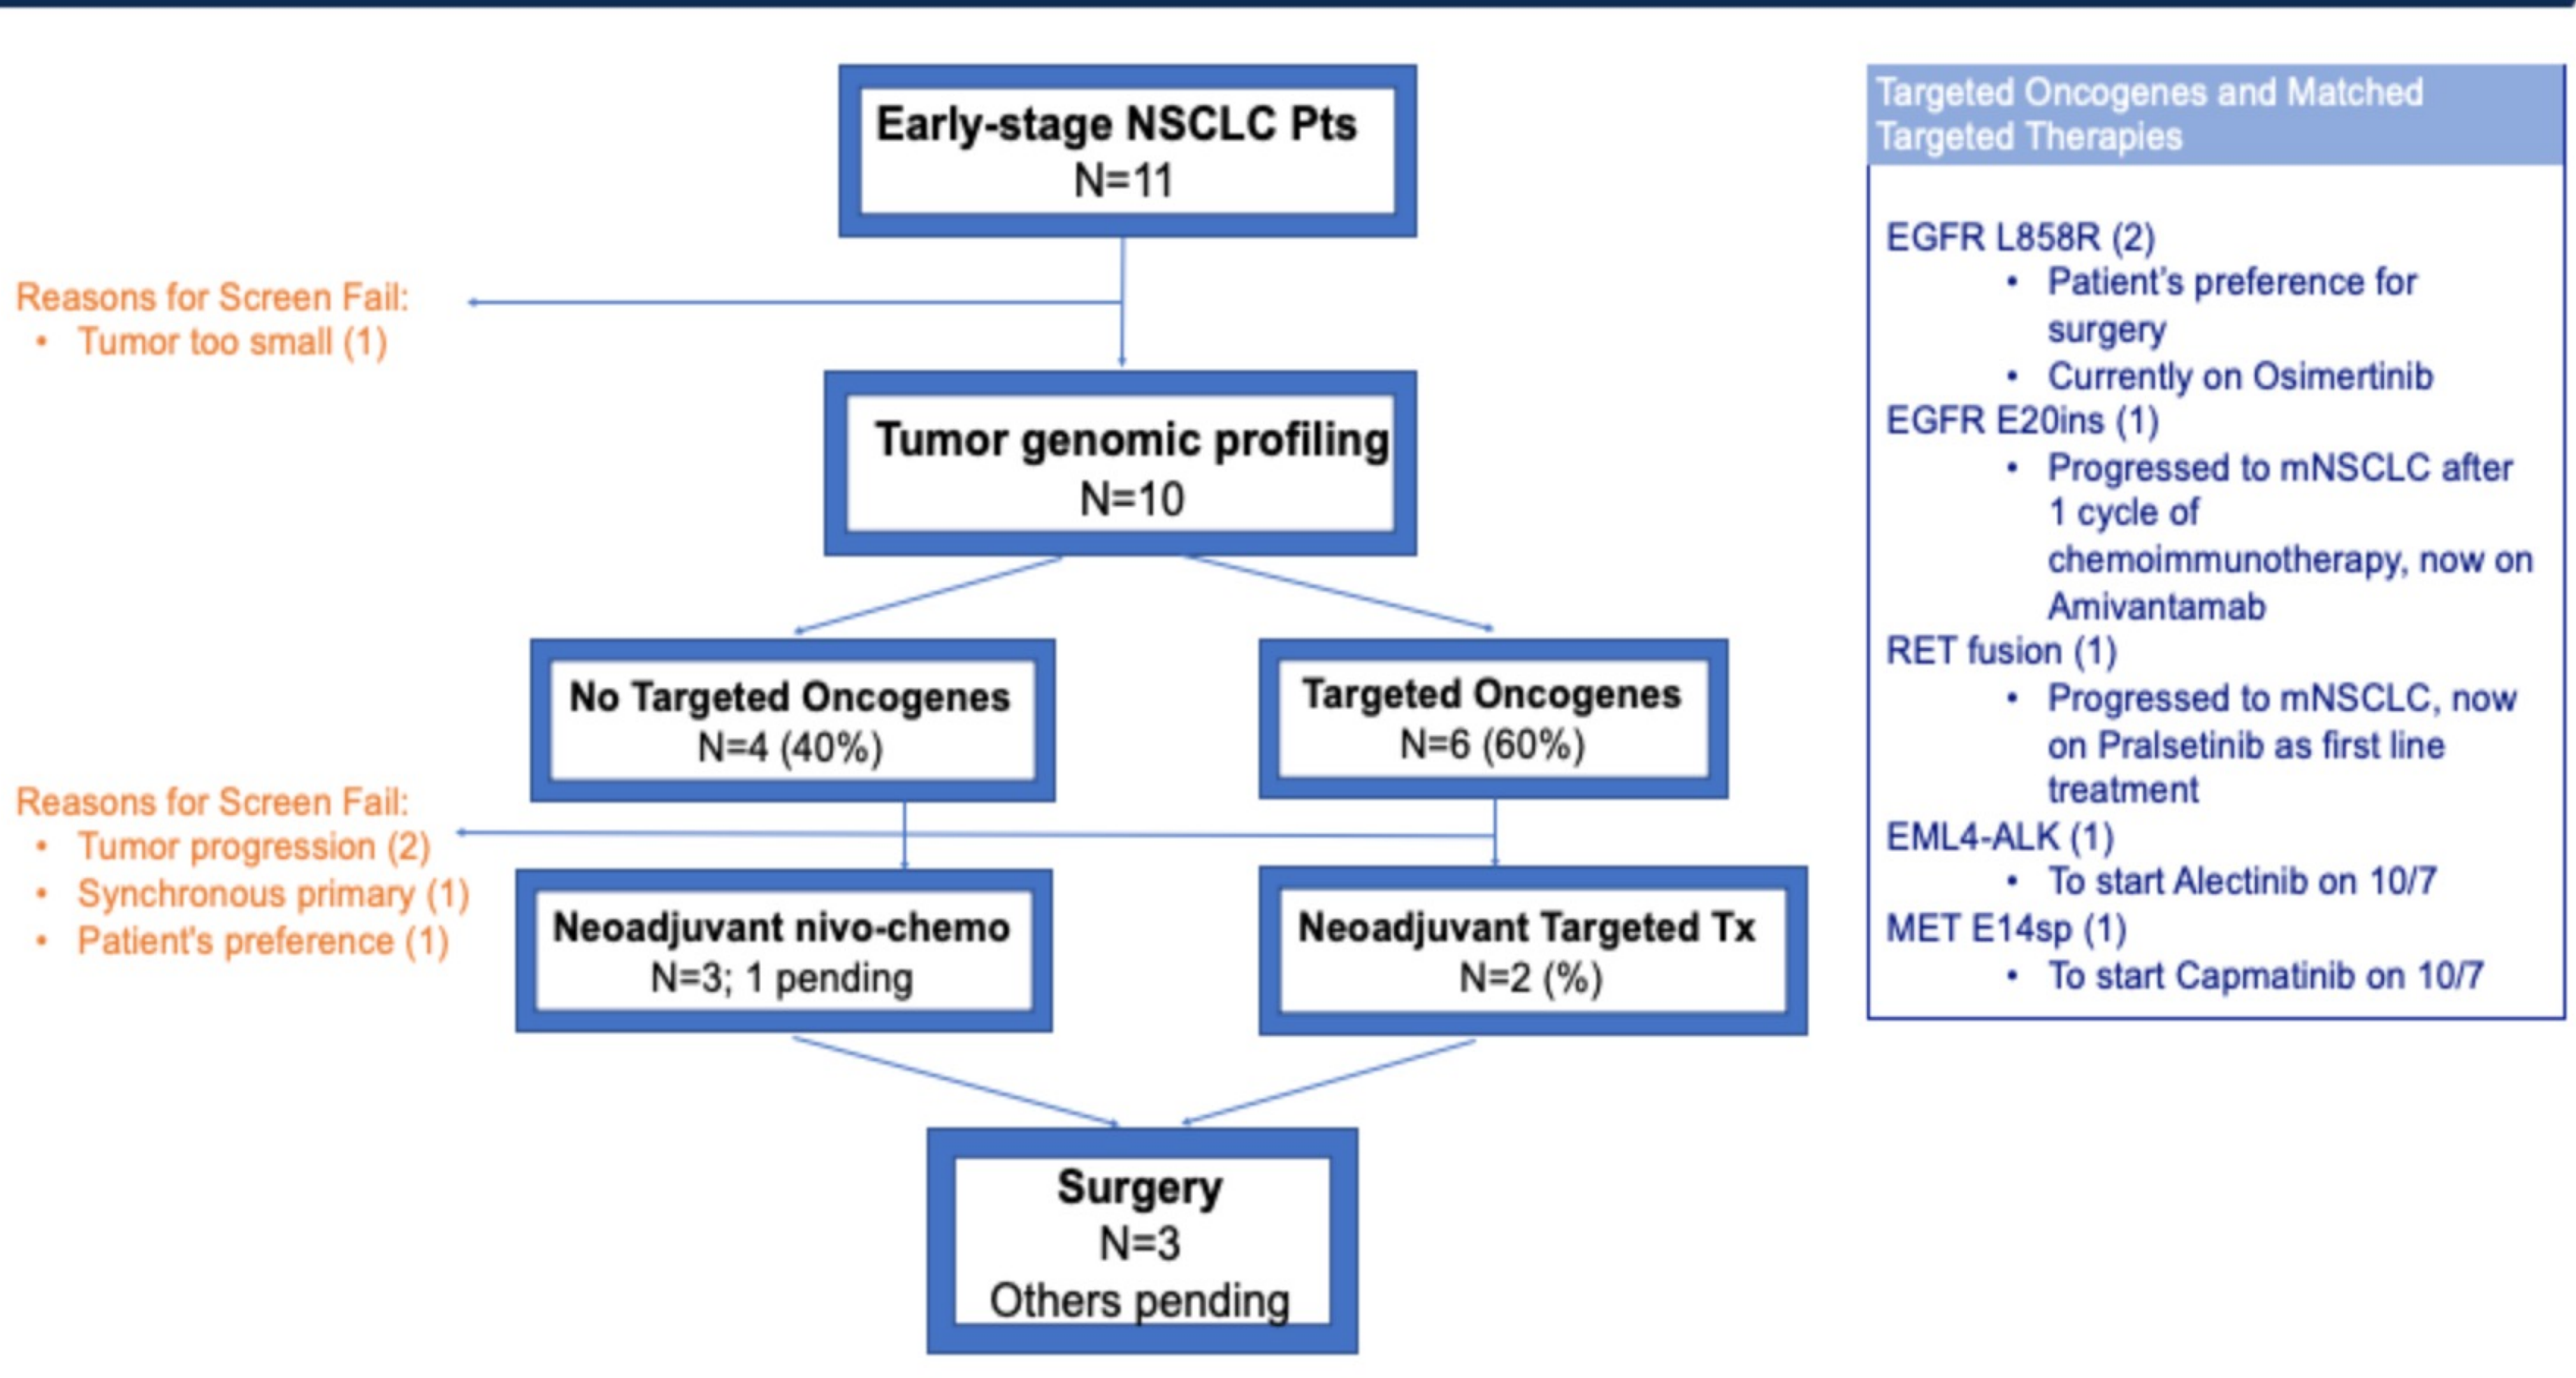 Early-stage NSCLC Pts
N=11
Reasons for Screen Fail:
• Tumor too small (1)
Tumor genomic profiling
N=10
No Targeted Oncogenes
N=4 (40%)
Targeted Oncogenes
N=6 (60%)
Reasons for Screen Fail:
• Tumor progression (2)
• Synchronous primary (1)
• Patient's preference (1)
Neoadjuvant nivo-chemo
N=3; 1 pending
Neoadjuvant Targeted Tx
N=2 (%)
Surgery
N=3
Others pending
Targeted Oncogenes and Matched
Targeted Therapies
EGFR L858R (2)
• Patient's preference for
surgery
• Currently on Osimertinib
EGFR E20ins (1)
• Progressed to mNSCLC after
1 cycle of
chemoimmunotherapy, now on
Amivantamab
RET fusion (1)
• Progressed to mNSCLC, now
on Pralsetinib as first line
treatment
EML4-ALK (1)
• To start Alectinib on 10/7
MET E14sp (1)
• To start Capmatinib on 10/7